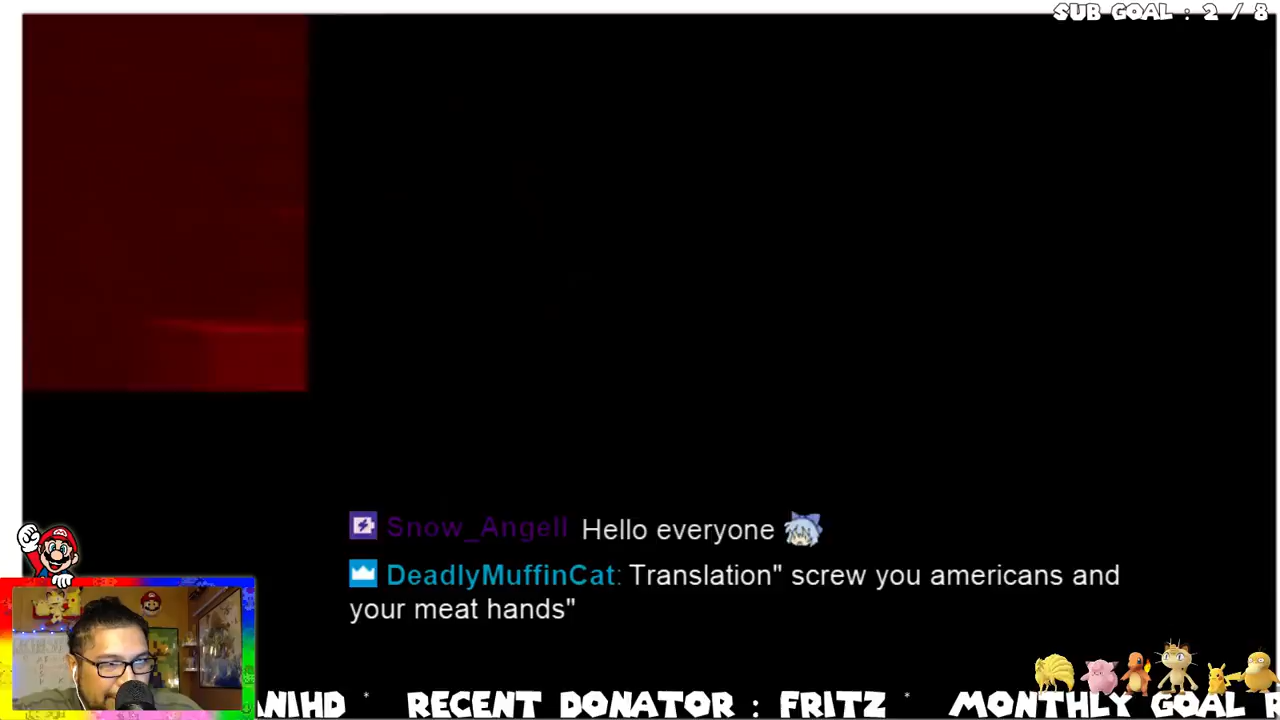 SUB GOAL : 2 / 8
Snow_Angell Hello everyone
DeadlyMuffinCat: Translation" screw you americans and
your meat hands"
ANIHD * RECENT DONATOR : FRITZ * MONTHLY GOAL